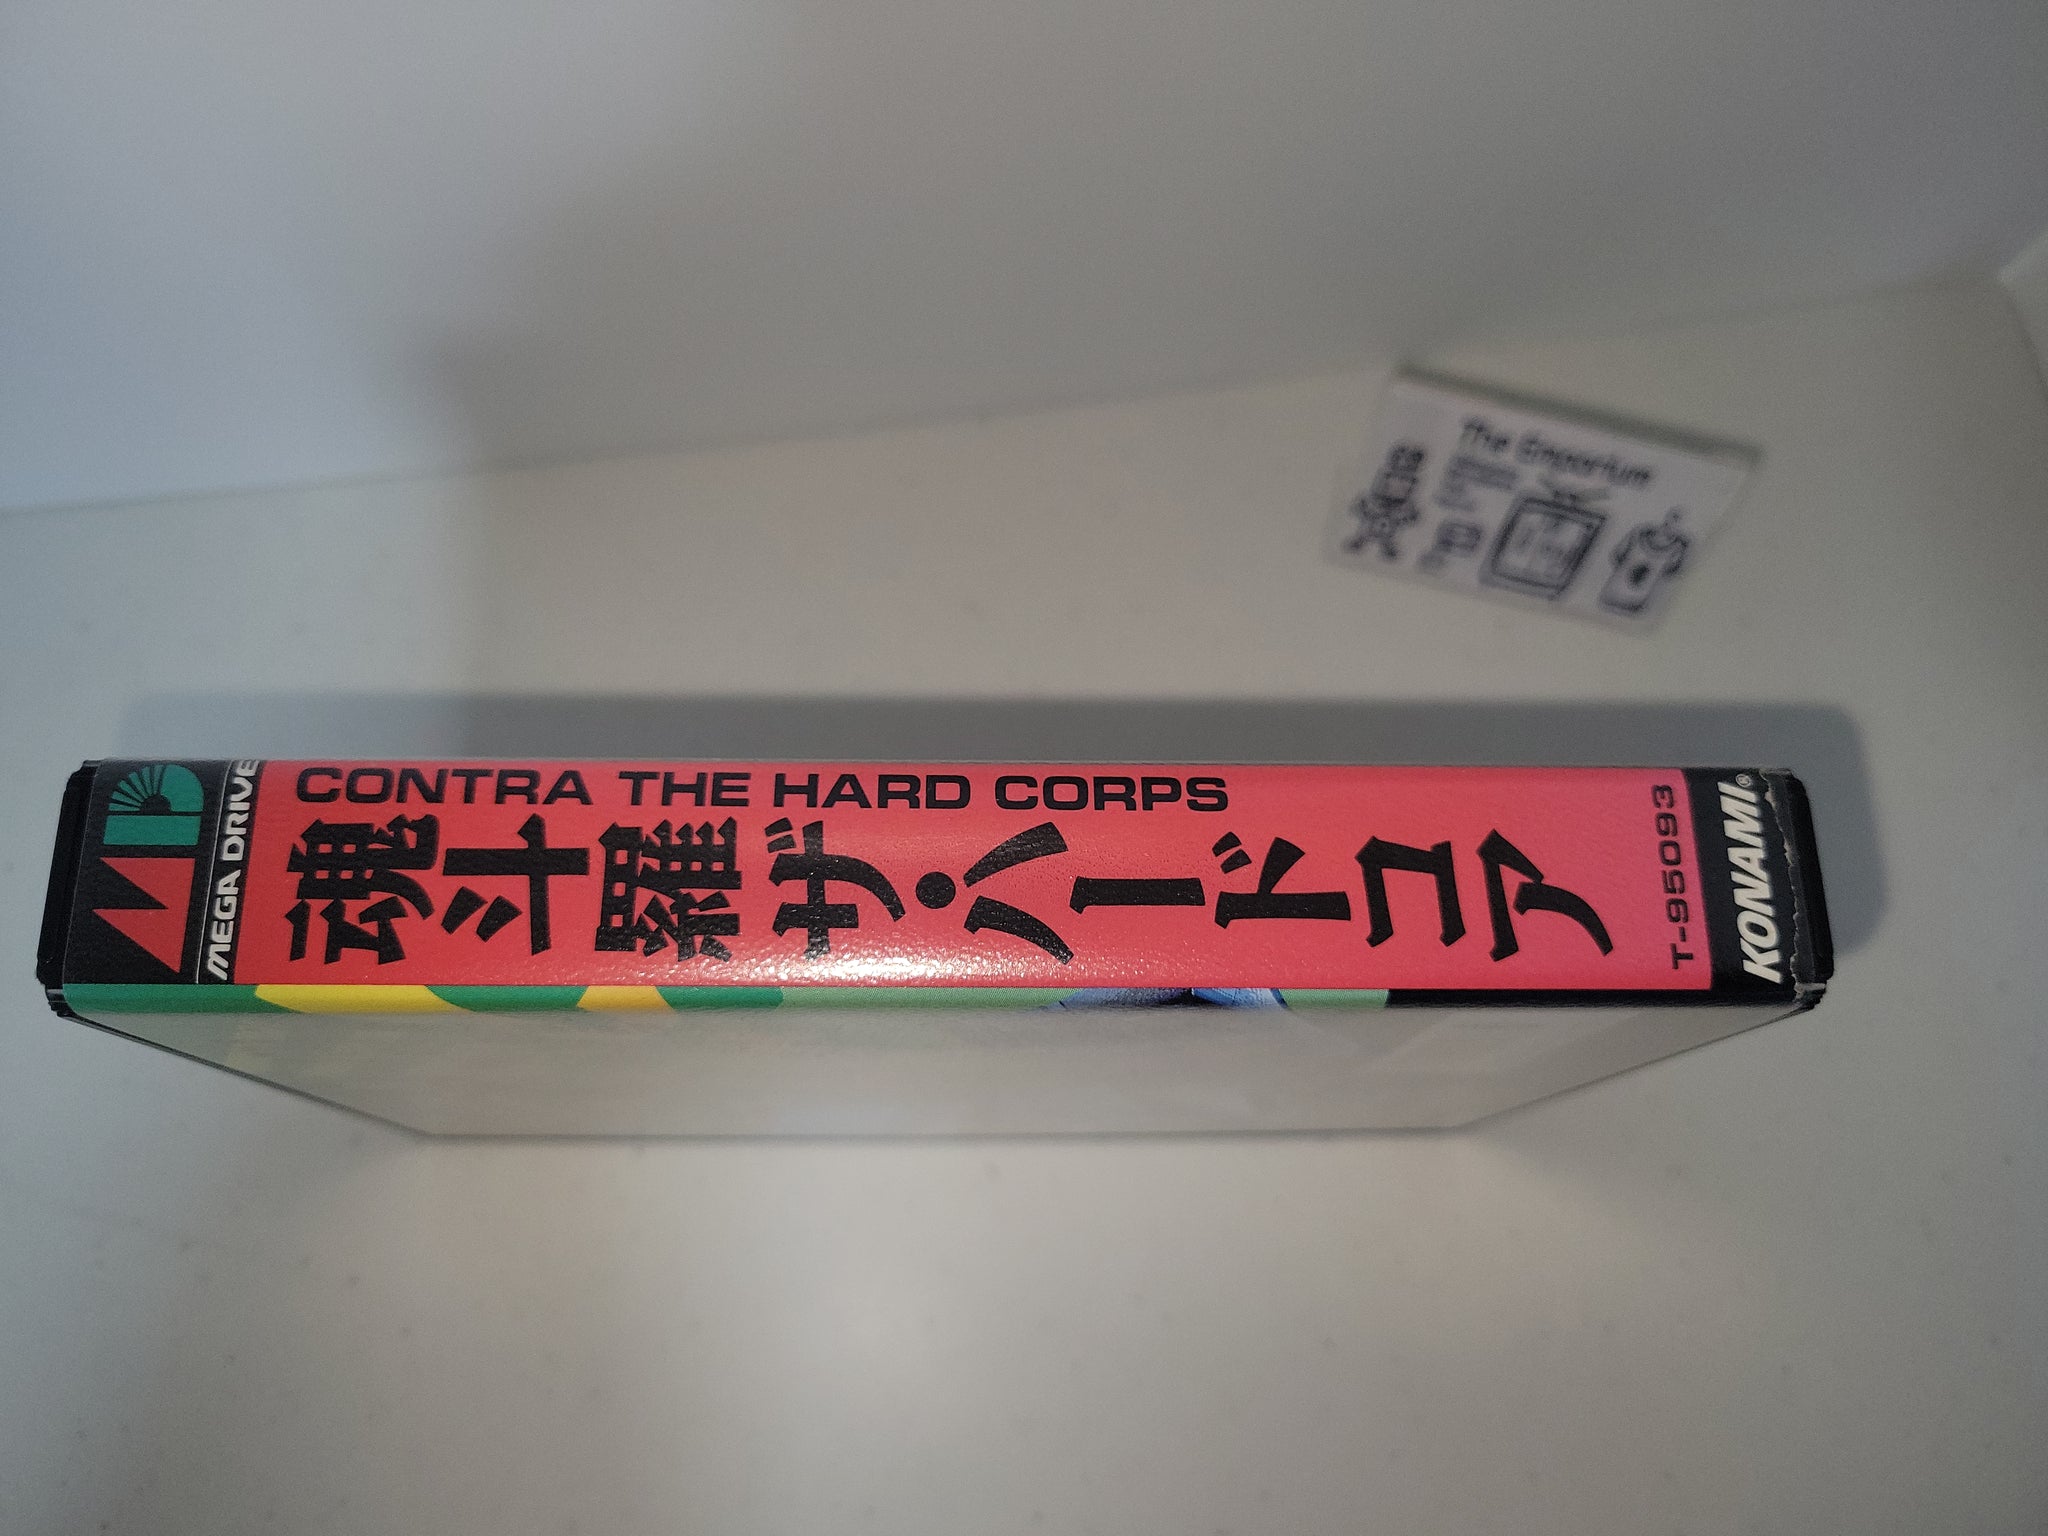 The Emporium
MEGA DRIVE
CONTRA THE HARD CORPS
魂斗羅ザ・ハードコア
T-95093
KONAMI®